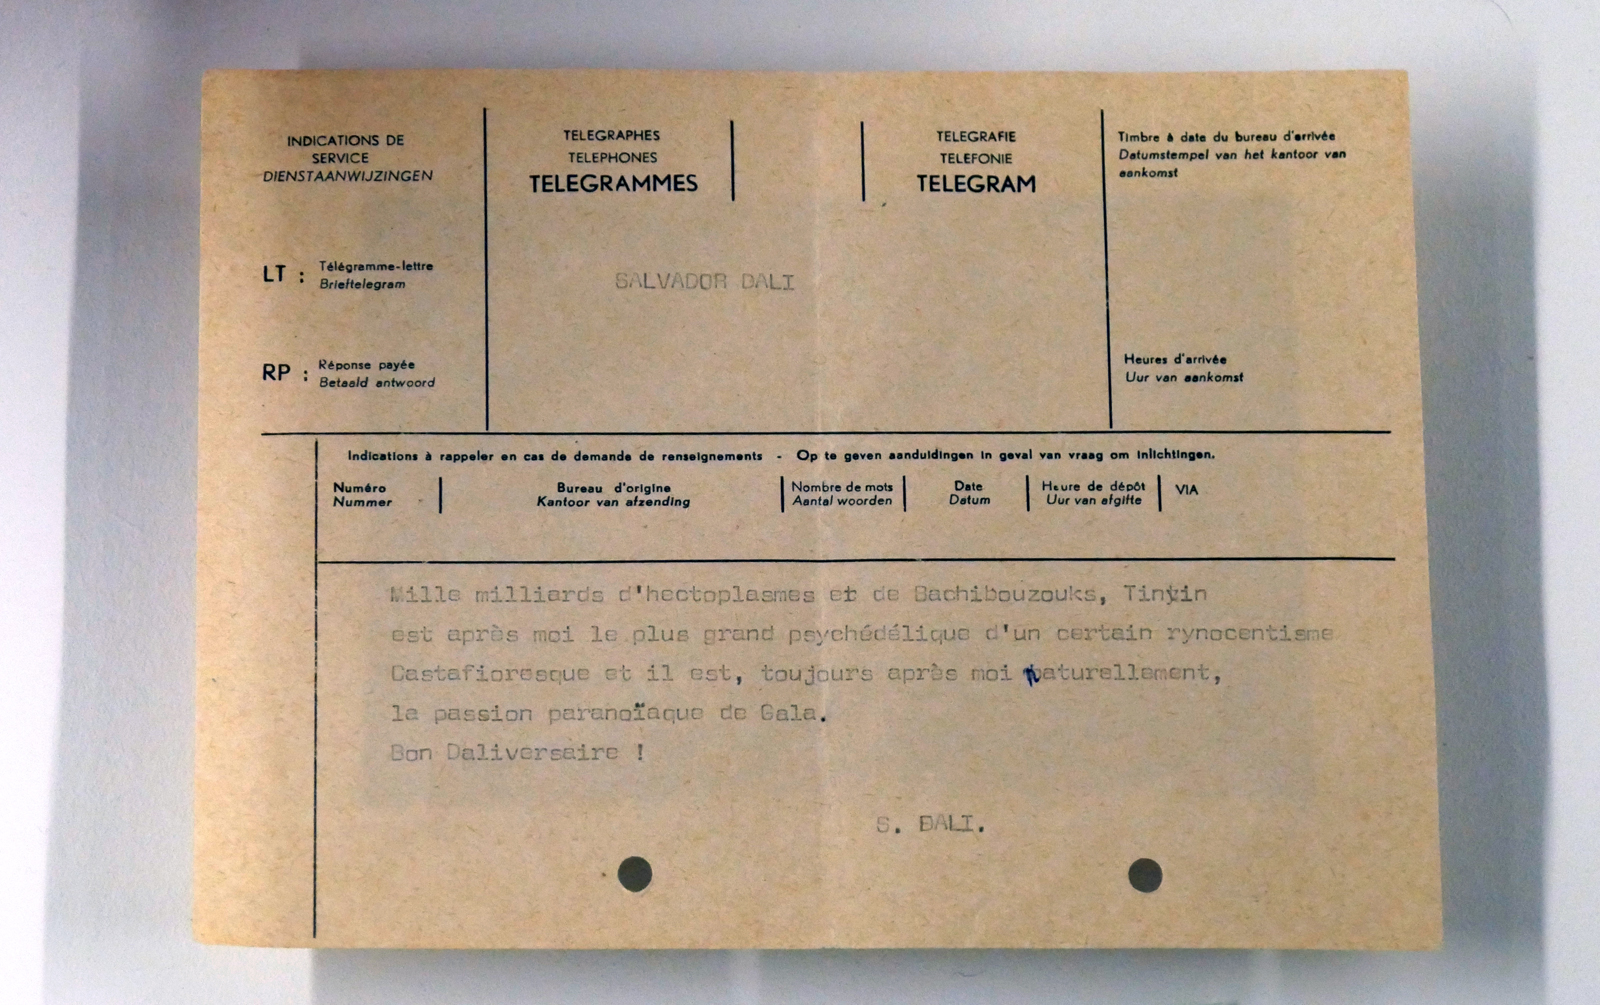 INDICATIONS DE
SERVICE
DIENSTAANWIJZINGEN
LT : Télégramme-lettre
Brieftelegram
RP : Réponse payée
Betaald antwoord
TELEGRAPHES
TELEPHONES
TELEGRAMMES
TELEGRAFIE
TELEFONIE
TELEGRAM
SALVADOR DALI
Timbre à date du bureau d'arrivée
Datumstempel van het kantoor van
aankomst
Heures d'arrivée
Uur van aankomst
Indications à rappeler en cas de demande de renseignements - Op te geven aanduidingen in geval van vraag om inlichtingen.
Numéro
Nummer
Bureau d'origine
Kantoor van afzending
Nombre de mots
Aantal woorden
Date
Datum
Heure de dépôt
Uur van afgifte
VIA
Mille milliards d'hectoplasmes et de Bachibouzouks, Tintin
est après moi le plus grand psychédélique d'un certain rynocentisme
Castafioresque et il est, toujours après moi naturellement,
la passion paranoïaque de Gala.
Bon Daliversaire !
S. DALI.